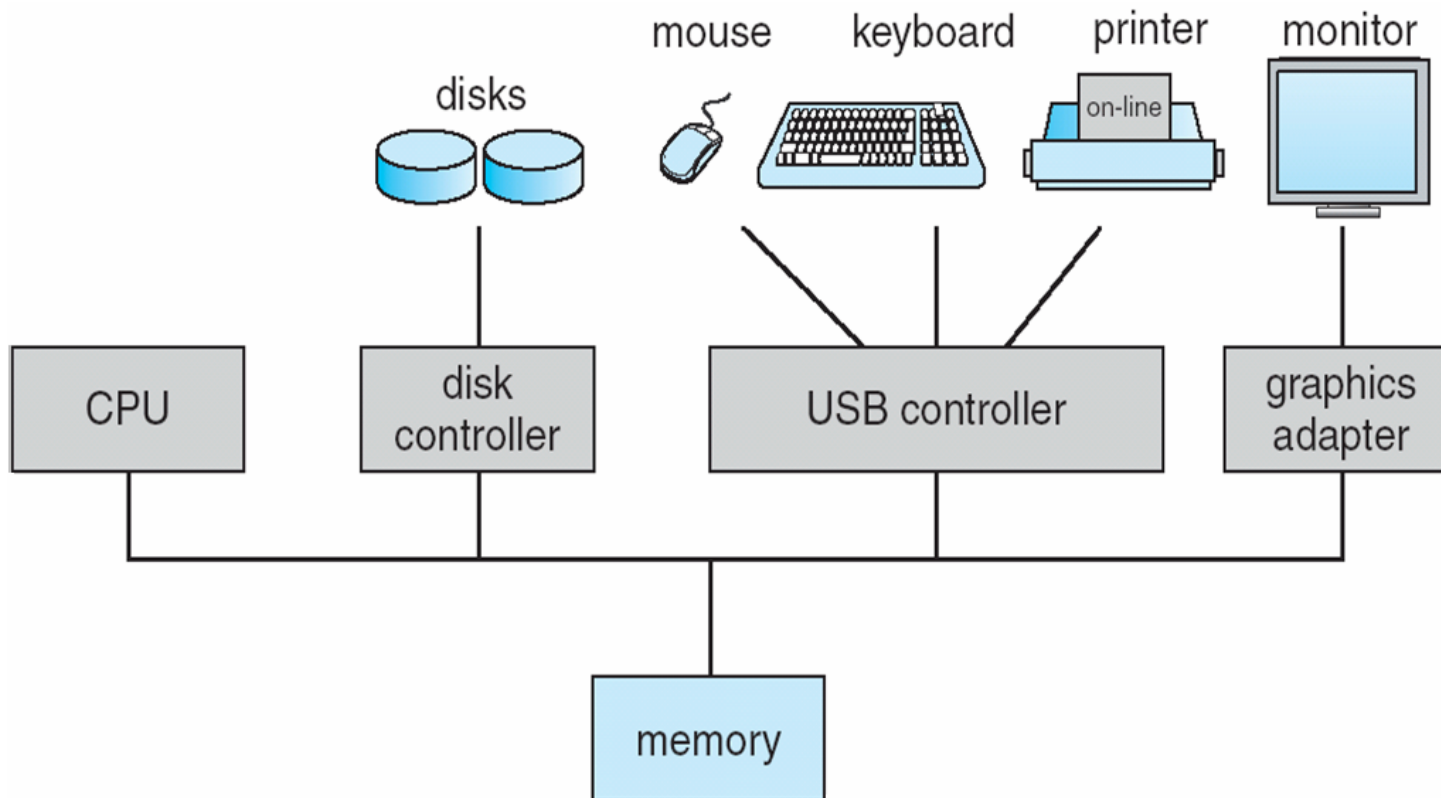 mouse
keyboard
printer
monitor
disks
on-line
CPU
disk
controller
USB controller
graphics
adapter
memory